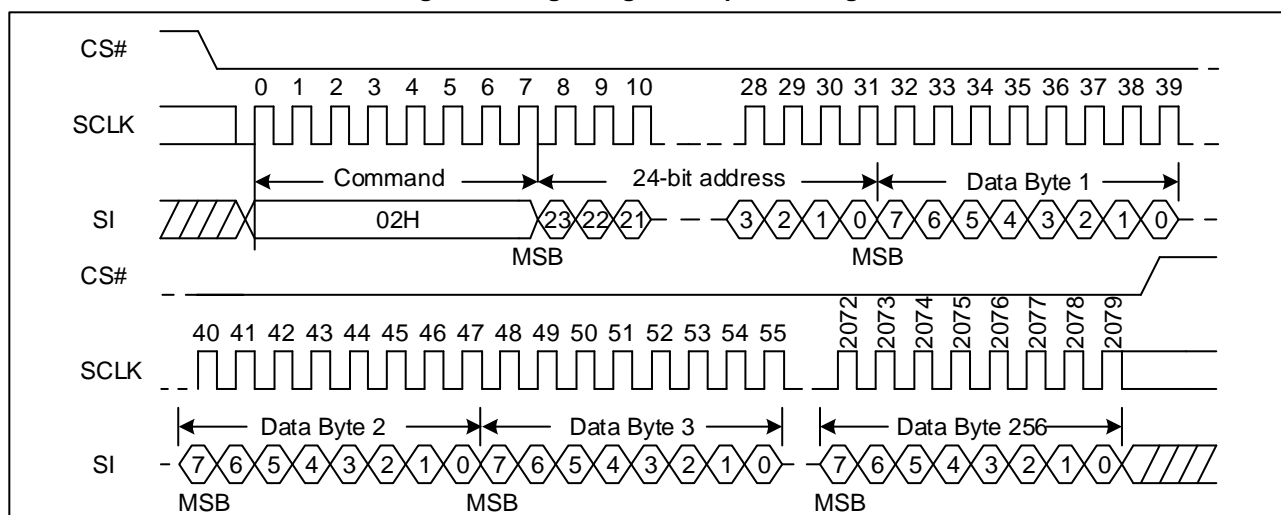 CS#
0 1 2 3 4 5 6 7 8 9 10 28 29 30 31 32 33 34 35 36 37 38 39
SCLK
Command 24-bit address Data Byte 1
SI 02H 23 22 21 3 2 1 0 7 6 5 4 3 2 1 0
MSB MSB
CS#
40 41 42 43 44 45 46 47 48 49 50 51 52 53 54 55 2072 2073 2074 2075 2076 2077 2078 2079
SCLK
Data Byte 2 Data Byte 3 Data Byte 256
SI 7 6 5 4 3 2 1 0 7 6 5 4 3 2 1 0 7 6 5 4 3 2 1 0
MSB MSB MSB